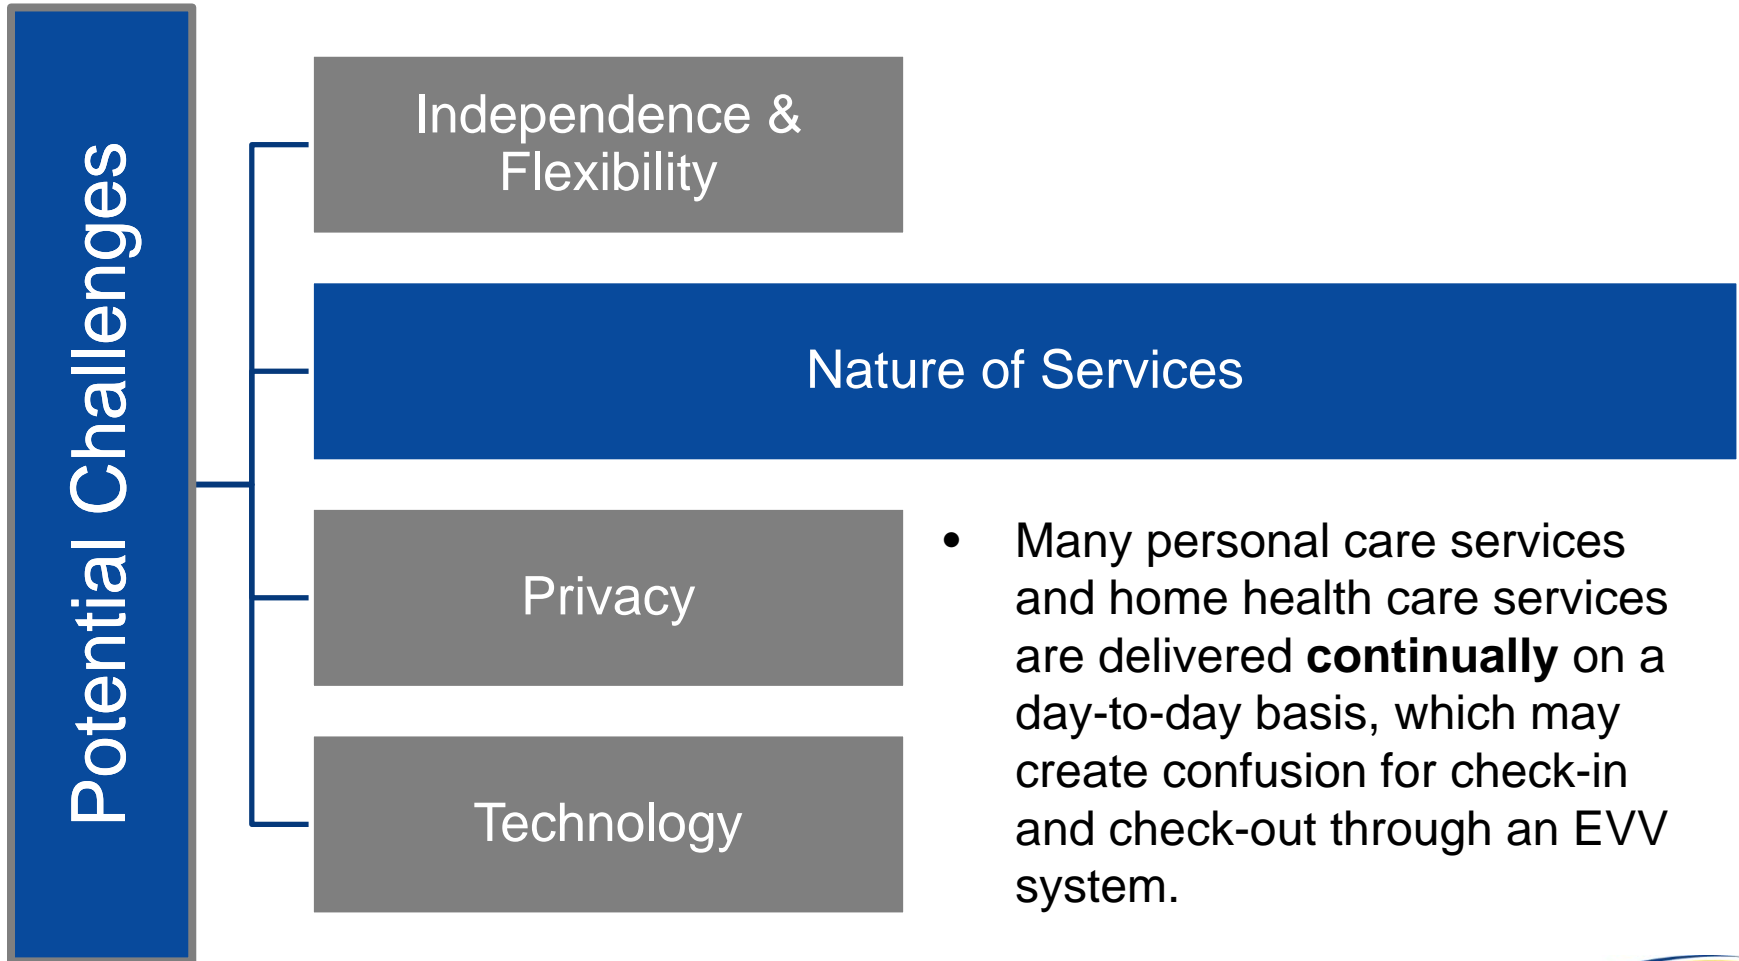 Potential Challenges
Independence &
Flexibility
Nature of Services
Privacy
Technology
• Many personal care services
and home health care services
are delivered continually on a
day-to-day basis, which may
create confusion for check-in
and check-out through an EVV
system.